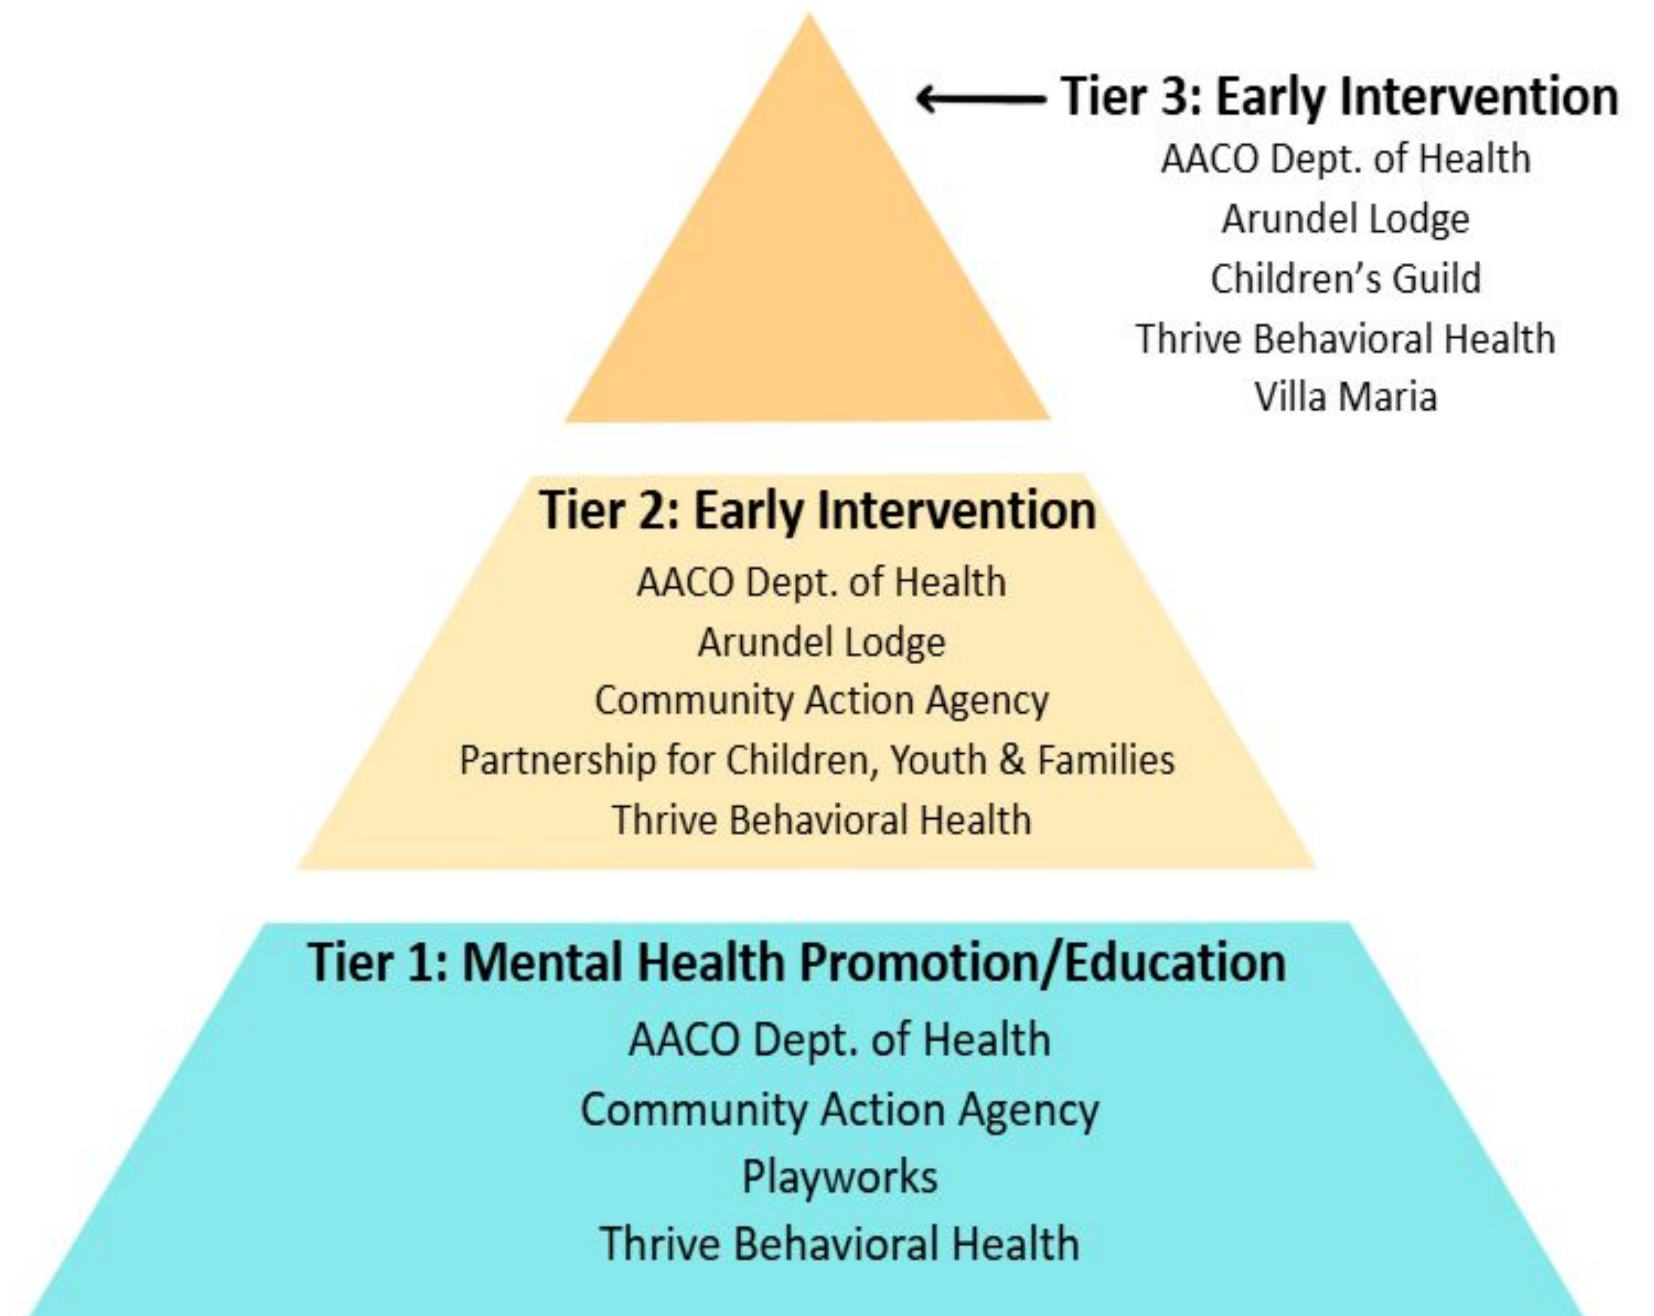 Tier 3: Early Intervention
AACO Dept. of Health
Arundel Lodge
Children’s Guild
Thrive Behavioral Health
Villa Maria
Tier 2: Early Intervention
AACO Dept. of Health
Arundel Lodge
Community Action Agency
Partnership for Children, Youth & Families
Thrive Behavioral Health
Tier 1: Mental Health Promotion/Education
AACO Dept. of Health
Community Action Agency
Playworks
Thrive Behavioral Health